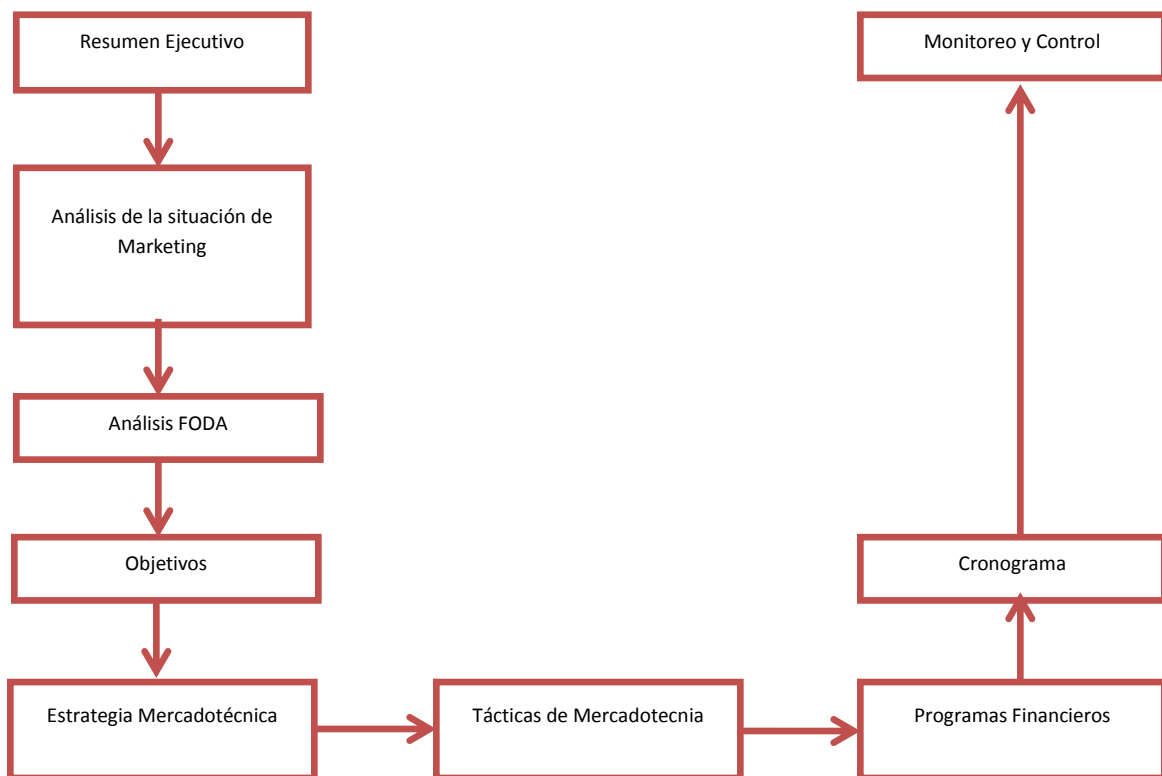 Resumen Ejecutivo
Monitoreo y Control
Análisis de la situación de
Marketing
Análisis FODA
Objetivos
Cronograma
Estrategia Mercadotécnica
Tácticas de Mercadotecnia
Programas Financieros